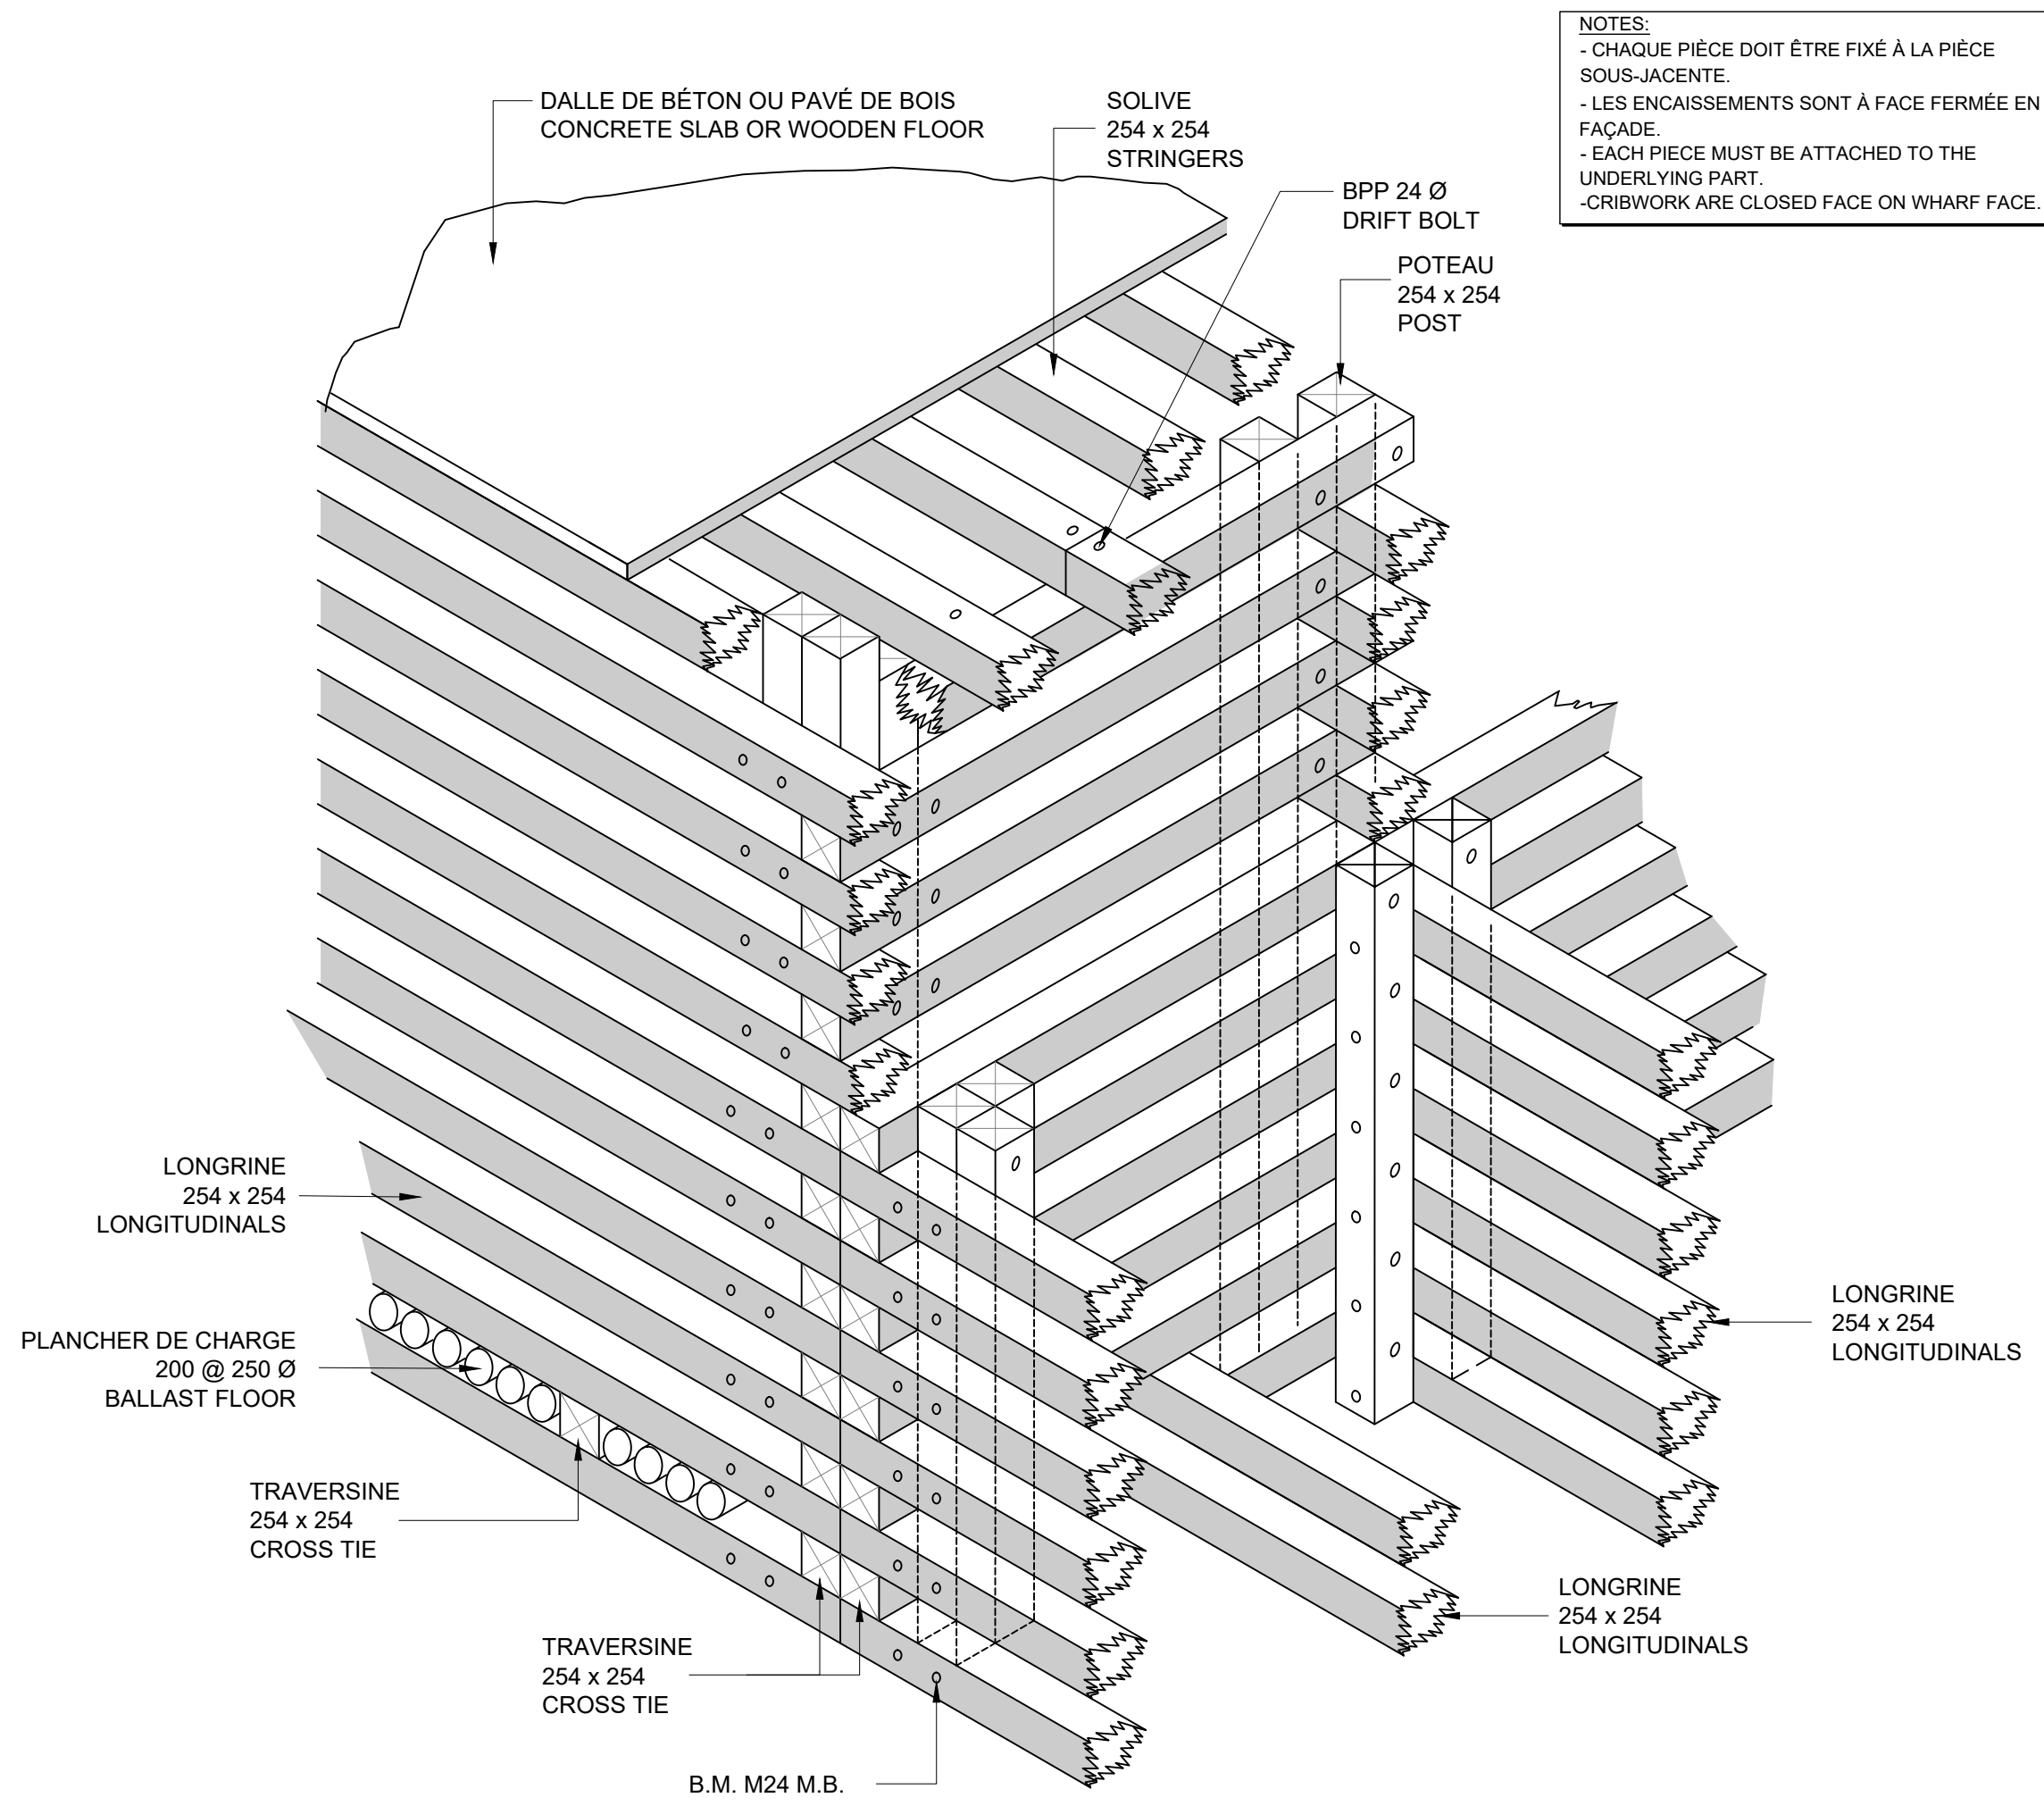 NOTES:
- CHAQUE PIÈCE DOIT ÊTRE FIXÉ À LA PIÈCE
SOUS-JACENTE.
- LES ENCAISSEMENTS SONT À FACE FERMÉE EN
FAÇADE.
- EACH PIECE MUST BE ATTACHED TO THE
UNDERLYING PART.
-CRIBWORK ARE CLOSED FACE ON WHARF FACE.
DALLE DE BÉTON OU PAVÉ DE BOIS
CONCRETE SLAB OR WOODEN FLOOR
SOLIVE
254 x 254
STRINGERS
BPP 24 Ø
DRIFT BOLT
POTEAU
254 x 254
POST
LONGRINE
254 x 254
LONGITUDINALS
PLANCHER DE CHARGE
200 @ 250 Ø
BALLAST FLOOR
TRAVERSINE
254 x 254
CROSS TIE
TRAVERSINE
254 x 254
CROSS TIE
B.M. M24 M.B.
LONGRINE
254 x 254
LONGITUDINALS
LONGRINE
254 x 254
LONGITUDINALS